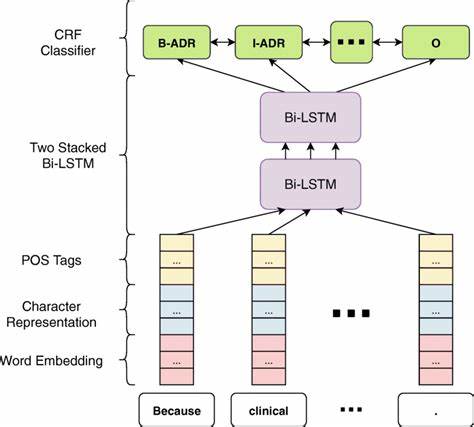 CRF
Classifier
B-ADR
I-ADR
...
O
Two Stacked
Bi-LSTM
Bi-LSTM
Bi-LSTM
POS Tags
...
...
...
Character
Representation
...
...
...
...
Word Embedding
...
...
...
Because
clinical
...
.